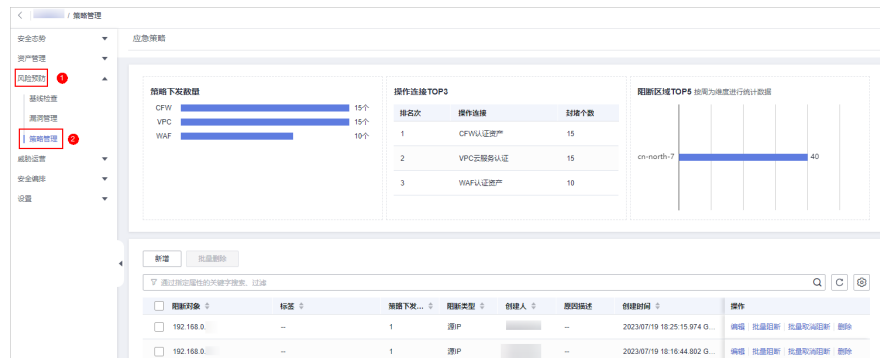 / 策略管理
安全态势
应急策略
资产管理
风险预防 1
基线检查
漏洞管理
策略管理 2
威胁运营
安全编排
设置
策略下发数量
CFW 15个
VPC 15个
WAF 10个
操作连接TOP3
排名次 操作连接 封堵个数
1 CFW认证资产 15
2 VPC云服务认证 15
3 WAF认证资产 10
阻断区域TOP5 按周为维度进行统计数据
cn-north-7 40
新增 批量删除
通过指定属性的关键字搜索、过滤
阻断对象 标签 策略下发... 阻断类型 创建人 原因描述 创建时间 操作
192.168.0. -- 1 源IP -- 2023/07/19 18:25:15.974 G... 编辑 批量阻断 批量取消阻断 删除
192.168.0. -- 1 源IP -- 2023/07/19 18:16:44.802 G... 编辑 批量阻断 批量取消阻断 删除